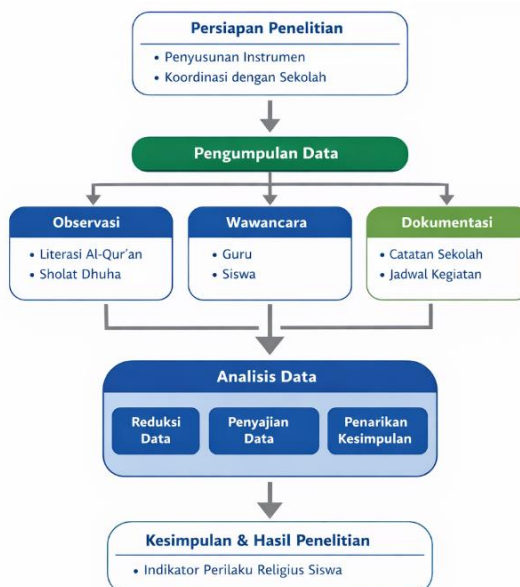 Persiapan Penelitian
• Penyusunan Instrumen
• Koordinasi dengan Sekolah
Pengumpulan Data
Observasi
• Literasi Al-Qur'an
• Sholat Dhuha
Wawancara
• Guru
• Siswa
Dokumentasi
• Catatan Sekolah
• Jadwal Kegiatan
Analisis Data
Reduksi
Data
Penyajian
Data
Penarikan
Kesimpulan
Kesimpulan & Hasil Penelitian
• Indikator Perilaku Religius Siswa